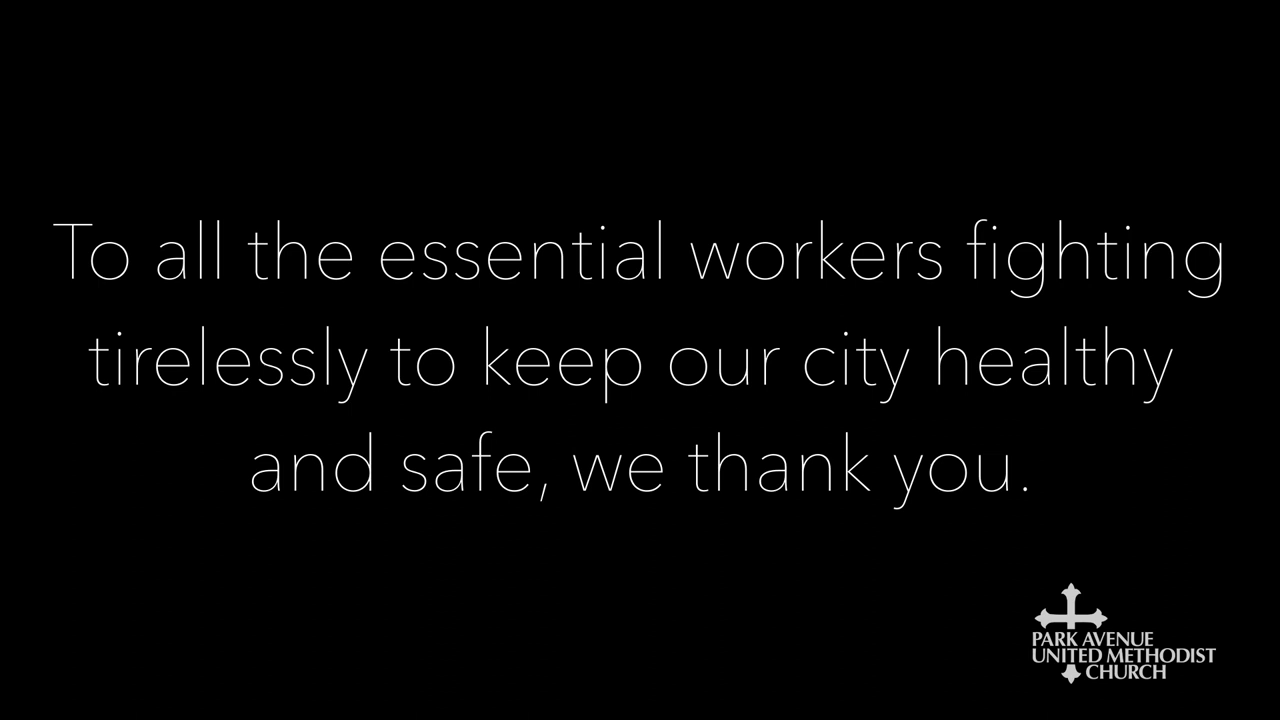 To all the essential workers fighting
tirelessly to keep our city healthy
and safe, we thank you.
PARK AVENUE
UNITED METHODIST
CHURCH